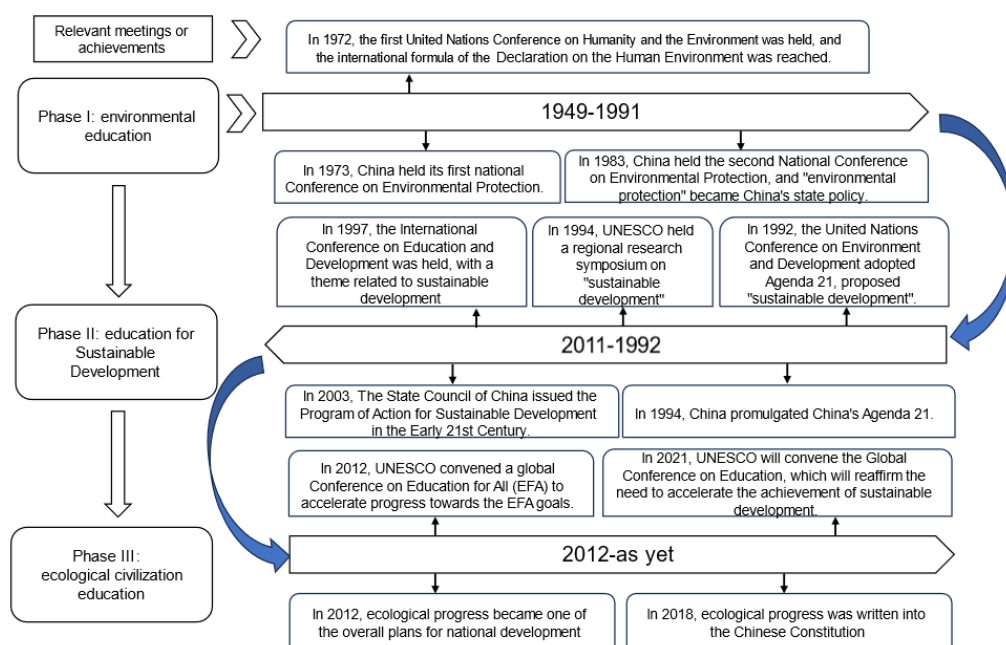 Relevant meetings or
achievements
In 1972, the first United Nations Conference on Humanity and the Environment was held, and
the international formula of the Declaration on the Human Environment was reached.
Phase I: environmental
education
1949-1991
In 1973, China held its first national
Conference on Environmental Protection.
In 1983, China held the second National Conference
on Environmental Protection, and "environmental
protection" became China's state policy.
In 1997, the International
Conference on Education and
Development was held, with a
theme related to sustainable
development
In 1994, UNESCO held
a regional research
symposium on
"sustainable
development"
In 1992, the United Nations
Conference on Environment
and Development adopted
Agenda 21, proposed
"sustainable development".
Phase II: education for
Sustainable
Development
2011-1992
In 2003, The State Council of China issued the
Program of Action for Sustainable Development
in the Early 21st Century.
In 1994, China promulgated China's Agenda 21.
In 2012, UNESCO convened a global
Conference on Education for All (EFA) to
accelerate progress towards the EFA goals.
In 2021, UNESCO will convene the Global
Conference on Education, which will reaffirm the
need to accelerate the achievement of sustainable
development.
Phase III:
ecological civilization
education
2012-as yet
In 2012, ecological progress became one of
the overall plans for national development
In 2018, ecological progress was written into
the Chinese Constitution